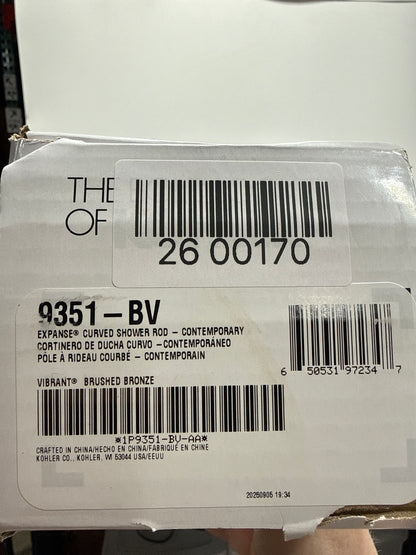 THE
OF
26 00170
9351-BV
EXPANSE® CURVED SHOWER ROD – CONTEMPORARY
CORTINERO DE DUCHA CURVO –CONTEMPORÁNEO
PÔLE À RIDEAU COURBÉ – CONTEMPORAIN
6 50531 97234 7
VIBRANT® BRUSHED BRONZE
*1P9351-BV-AA*
CRAFTED IN CHINA/HECHO EN CHINA/FABRIQUÉ EN CHINE
KOHLER CO., KOHLER, WI 53044 USA/EEUU
20250905 19:34